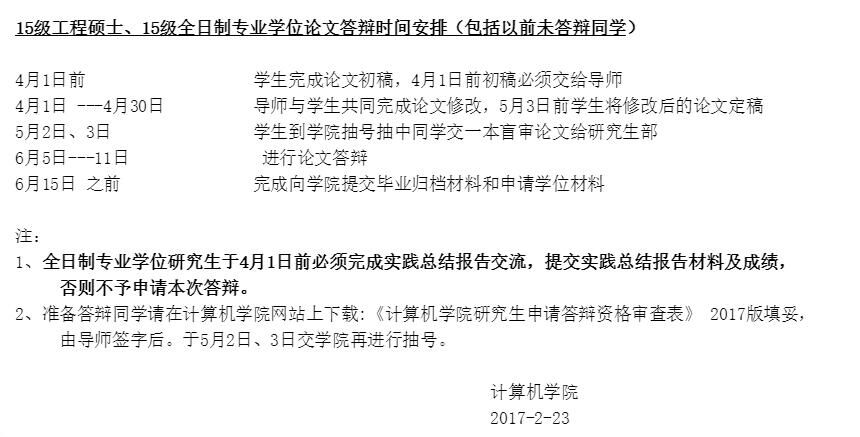 15级工程硕士、15级全日制专业学位论文答辩时间安排（包括以前未答辩同学）
4月1日前 学生完成论文初稿，4月1日前初稿必须交给导师
4月1日 ---4月30日 导师与学生共同完成论文修改，5月3日前学生将修改后的论文定稿
5月2日、3日 学生到学院抽号抽中同学交一本盲审论文给研究生部
6月5日---11日 进行论文答辩
6月15日 之前 完成向学院提交毕业归档材料和申请学位材料
注：
1、全日制专业学位研究生于4月1日前必须完成实践总结报告交流，提交实践总结报告材料及成绩，
否则不予申请本次答辩。
2、准备答辩同学请在计算机学院网站上下载：《计算机学院研究生申请答辩资格审查表》 2017版填妥，
由导师签字后。于5月2日、3日交学院再进行抽号。
计算机学院
2017-2-23